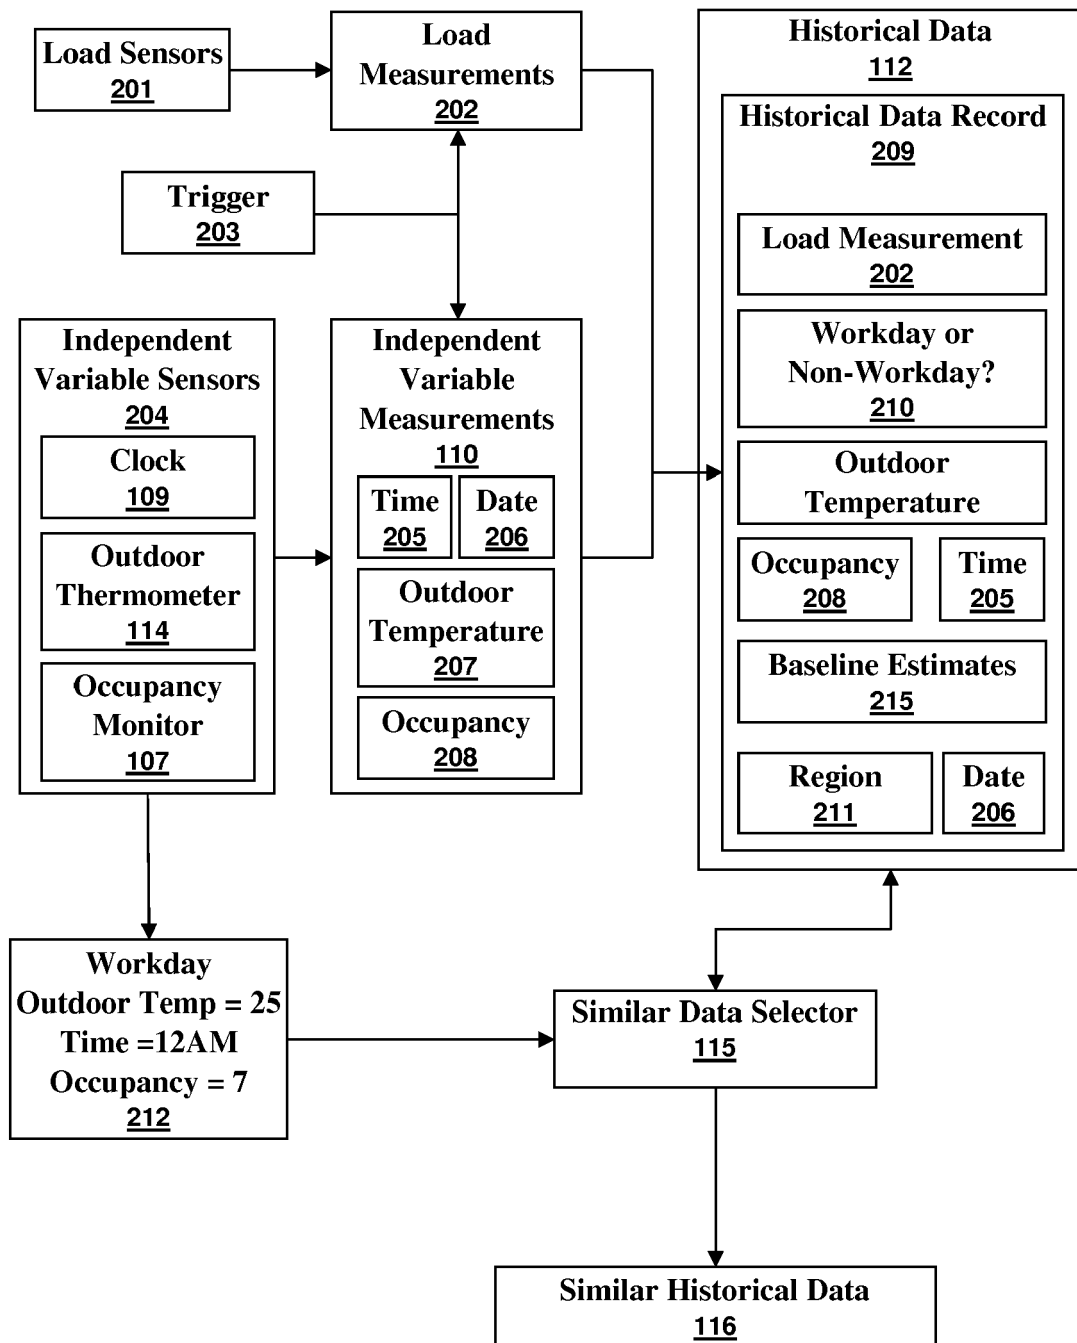 Load Sensors
201
Load
Measurements
202
Trigger
203
Independent
Variable Sensors
204
Clock
109
Outdoor
Thermometer
114
Occupancy
Monitor
107
Independent
Variable
Measurements
110
Time
205
Date
206
Outdoor
Temperature
207
Occupancy
208
Historical Data
112
Historical Data Record
209
Load Measurement
202
Workday or
Non-Workday?
210
Outdoor
Temperature
Occupancy
208
Time
205
Baseline Estimates
215
Region
211
Date
206
Workday
Outdoor Temp = 25
Time =12AM
Occupancy = 7
212
Similar Data Selector
115
Similar Historical Data
116